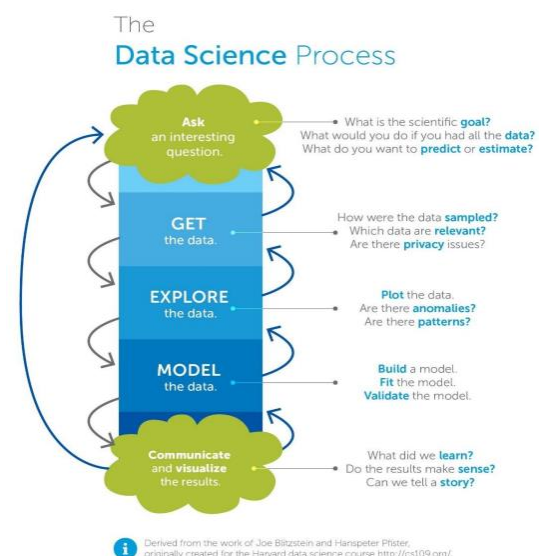 The
Data Science Process
Ask
an interesting
question.
What is the scientific goal?
What would you do if you had all the data?
What do you want to predict or estimate?
GET
the data.
How were the data sampled?
Which data are relevant?
Are there privacy issues?
EXPLORE
the data.
Plot the data.
Are there anomalies?
Are there patterns?
MODEL
the data.
Build a model.
Fit the model.
Validate the model.
Communicate
and visualize
the results.
What did we learn?
Do the results make sense?
Can we tell a story?
i
Derived from the work of Joe Blitzstein and Hanspeter Pfister,
originally created for the Harvard data science course http://cs109.org/.